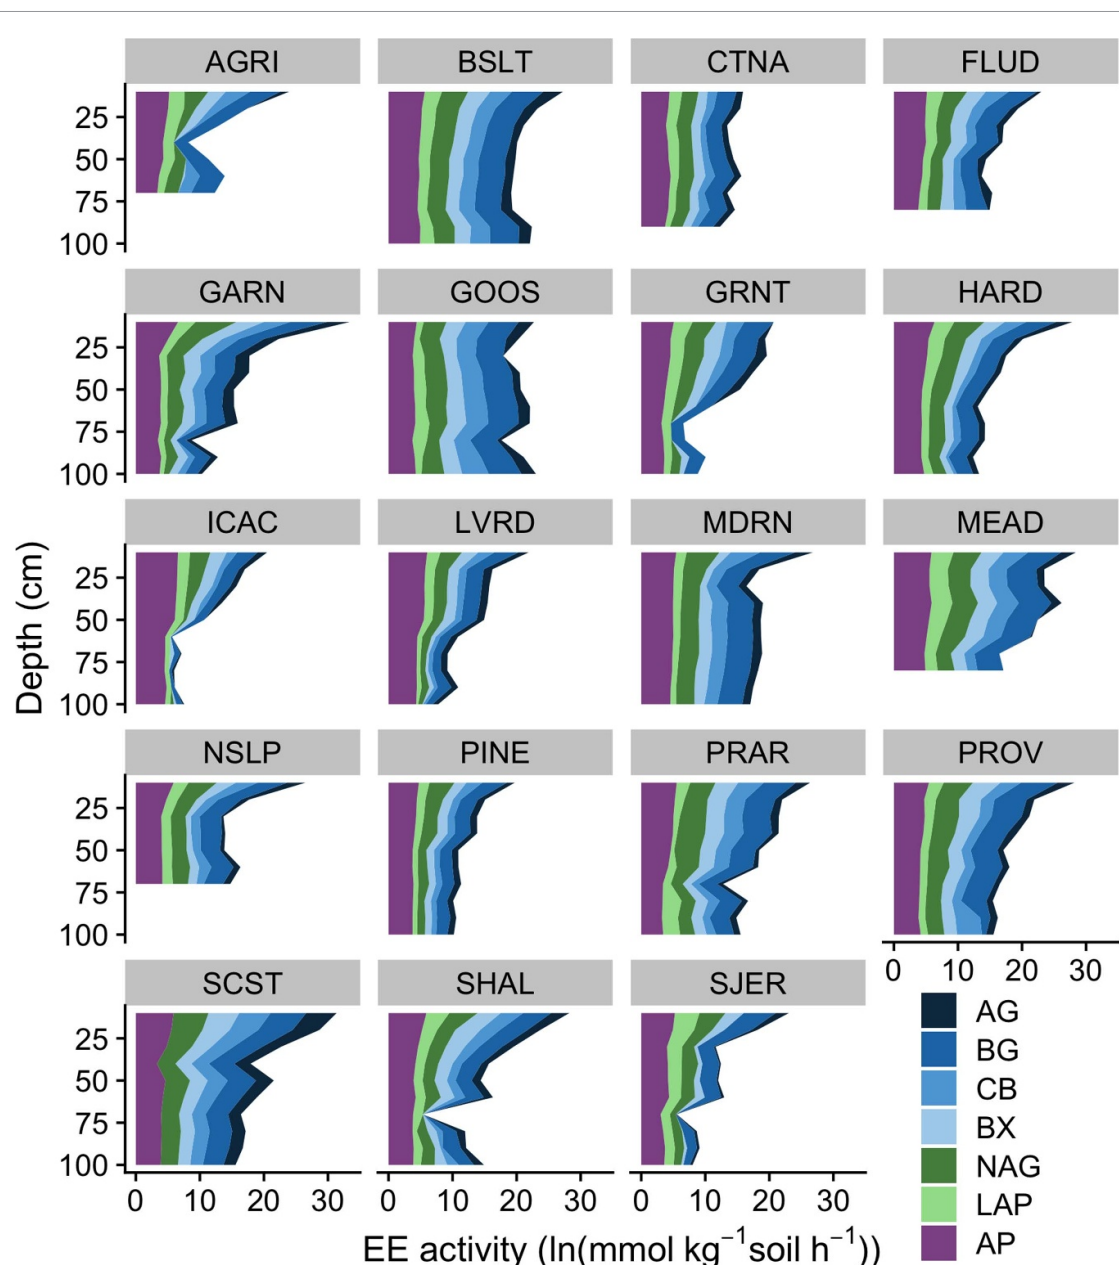 AGRI BSLT CTNA FLUD
25
50
75
100
GARN GOOS GRNT HARD
25
50
75
100
ICAC LVRD MDRN MEAD
25
50
75
100
NSLP PINE PRAR PROV
25
50
75
100
0 10 20 30
SCST SHAL SJER
25
50
75
100
0 10 20 30 0 10 20 30 0 10 20 30
Depth (cm)
EE activity (ln(mmol kg⁻¹soil h⁻¹))
AG
BG
CB
BX
NAG
LAP
AP